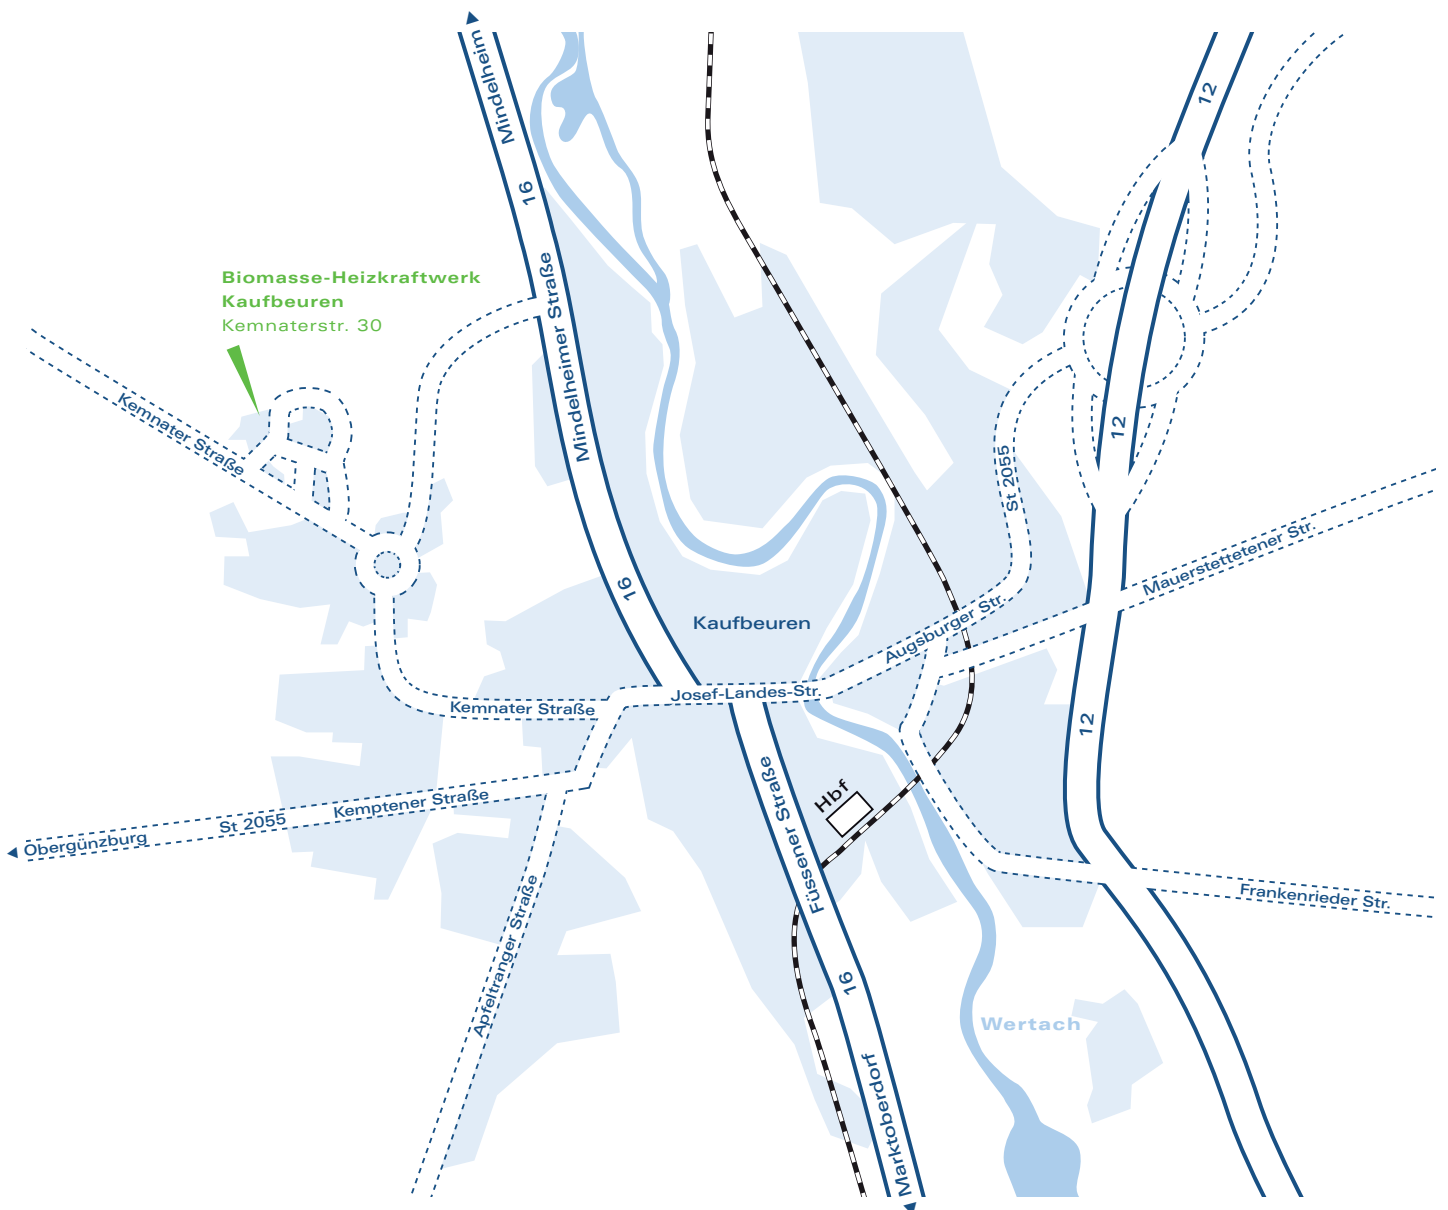 Mindelheim
12
16
Mindelheimer Straße
Biomasse-Heizkraftwerk
Kaufbeuren
Kemnaterstr. 30
Kemnater Straße
12
St 2055
Mauerstettetener Str.
16
Kaufbeuren
Augsburger Str.
Josef-Landes-Str.
Kemnater Straße
12
Hbf
Füssener Straße
Kemptener Straße
St 2055
Obergünzburg
Frankenrieder Str.
Apfeltranger Straße
16
Wertach
Marktoberdorf